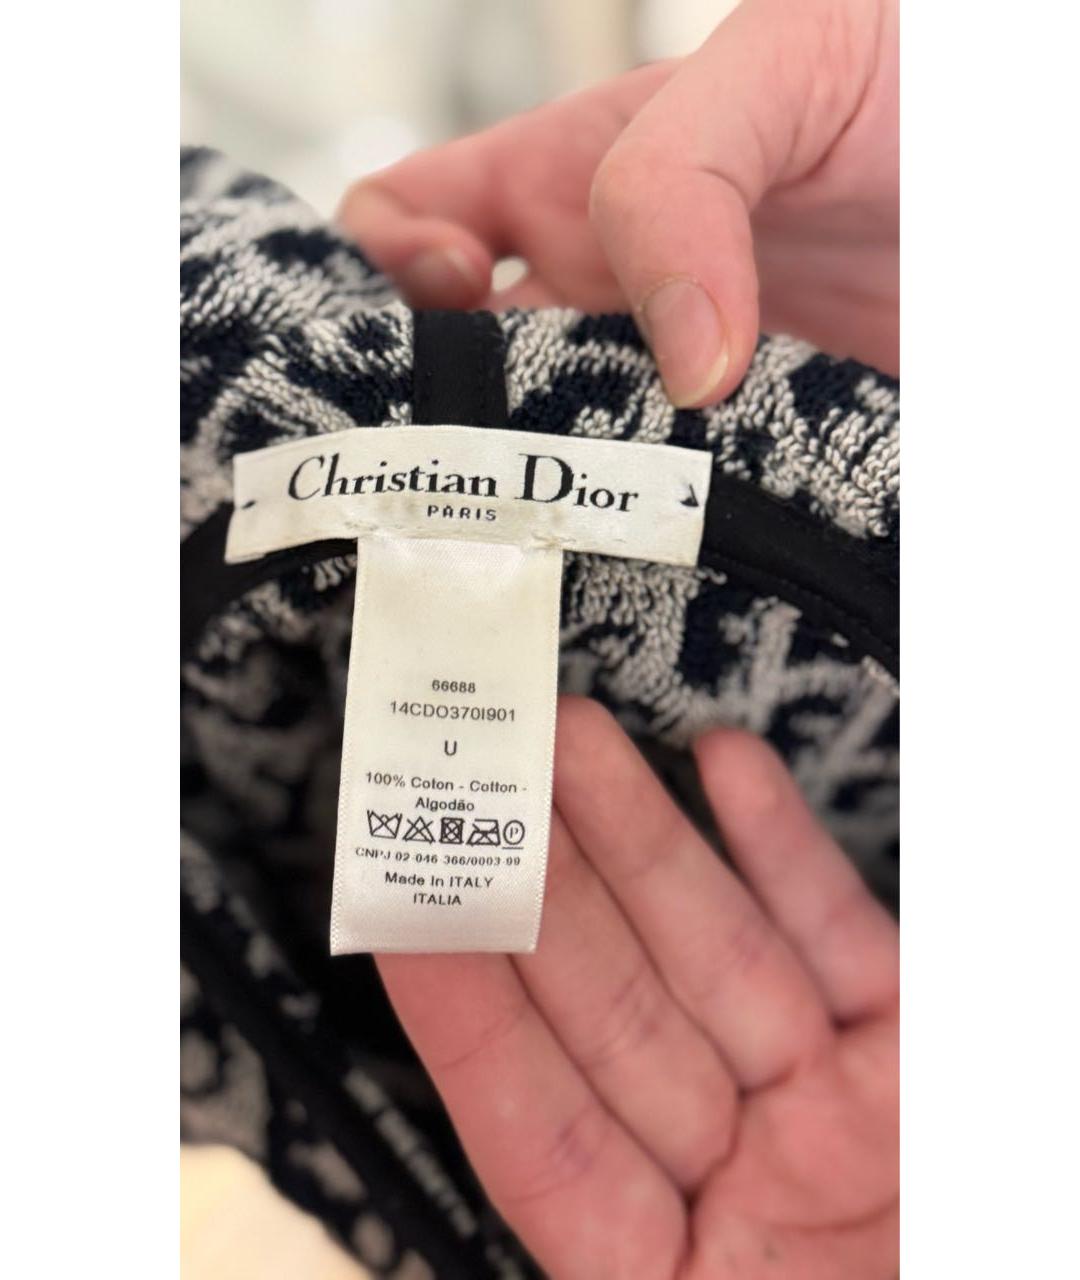 Christian Dior
PARIS
66688
14CDO370I901
U
100% Coton - Cotton -
Algodão
P
CNPJ 02 046 366/0003-99
Made In ITALY
ITALIA